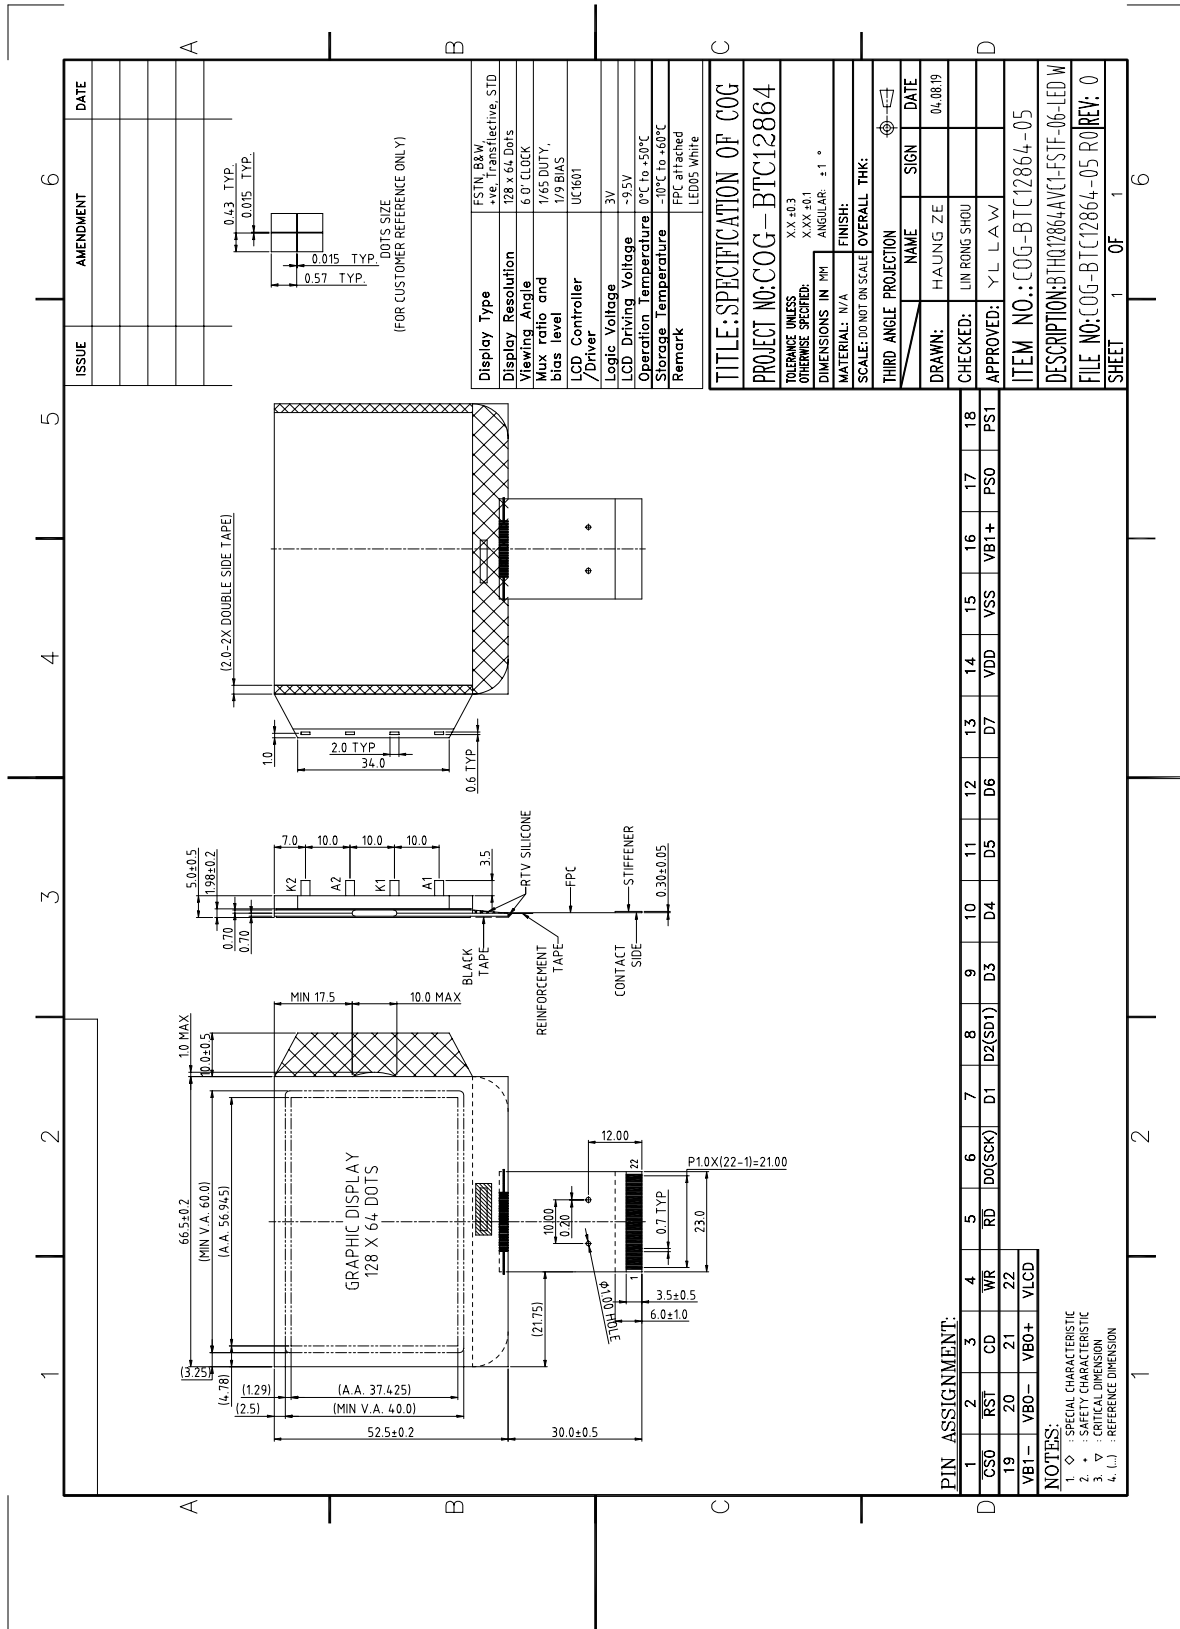 ISSUE AMENDMENT DATE
1 2 3 4 5 6
A
B
C
D
0.43 TYP.
0.015 TYP.
0.015 TYP.
0.57 TYP.
DOTS SIZE
(FOR CUSTOMER REFERENCE ONLY)
Display Type FSTN, B&W, +ve, Transflective, STD
Display Resolution 128 x 64 Dots
Viewing Angle 6 O' CLOCK
Mux ratio and bias level 1/65 DUTY, 1/9 BIAS
LCD Controller /Driver UC1601
Logic Voltage 3V
LCD Driving Voltage ~9.5V
Operation Temperature 0°C to +50°C
Storage Temperature -10°C to +60°C
Remark FPC attached LED05 White
TITLE:SPECIFICATION OF COG
PROJECT NO:COG-BTC12864
TOLERANCE UNLESS OTHERWISE SPECIFIED:
X.X ±0.3
X.XX ±0.1
ANGULAR: ±1°
DIMENSIONS IN MM
MATERIAL: N/A FINISH:
SCALE: DO NOT ON SCALE OVERALL THK:
THIRD ANGLE PROJECTION
NAME SIGN DATE
DRAWN: HAUNG ZE 04.08.19
CHECKED: LIN RONG SHOU
APPROVED: Y L LAW
ITEM NO.:COG-BTC12864-05
DESCRIPTION:BTHQ12864AVC1-FSTF-06-LED W
FILE NO:COG-BTC12864-05 R0 REV: 0
SHEET 1 OF 1
(2.0-2X DOUBLE SIDE TAPE)
1.0
2.0 TYP
34.0
0.6 TYP
5.0±0.5
1.98±0.2
0.70
0.70
7.0
10.0
10.0
10.0
K2
A2
K1
A1
3.5
RTV SILICONE
BLACK TAPE
FPC
REINFORCEMENT TAPE
STIFFENER
CONTACT SIDE
0.30±0.05
1.0 MAX
10.0±0.5
MIN 17.5
10.0 MAX
66.5±0.2
(MIN V.A. 60.0)
(A.A. 56.945)
(3.25)
(4.78)
(1.29)
(2.5)
GRAPHIC DISPLAY
128 X 64 DOTS
(A.A. 37.425)
(MIN V.A. 40.0)
52.5±0.2
30.0±0.5
(21.75)
12.00
10.00
0.20
Φ1.00 HOLE
1
22
P1.0X(22-1)=21.00
0.7 TYP
23.0
3.5±0.5
6.0±1.0
PIN ASSIGNMENT:
1 2 3 4 5 6 7 8 9 10 11 12 13 14 15 16 17 18
CS0 RST CD WR RD D0(SCK) D1 D2(SD1) D3 D4 D5 D6 D7 VDD VSS VB1+ PS0 PS1
19 20 21 22
VB1- VB0- VB0+ VLCD
NOTES:
1. ◇ : SPECIAL CHARACTERISTIC
2. + : SAFETY CHARACTERISTIC
3. ▽ : CRITICAL DIMENSION
4. (...) : REFERENCE DIMENSION
A
B
C
D
1 2 6